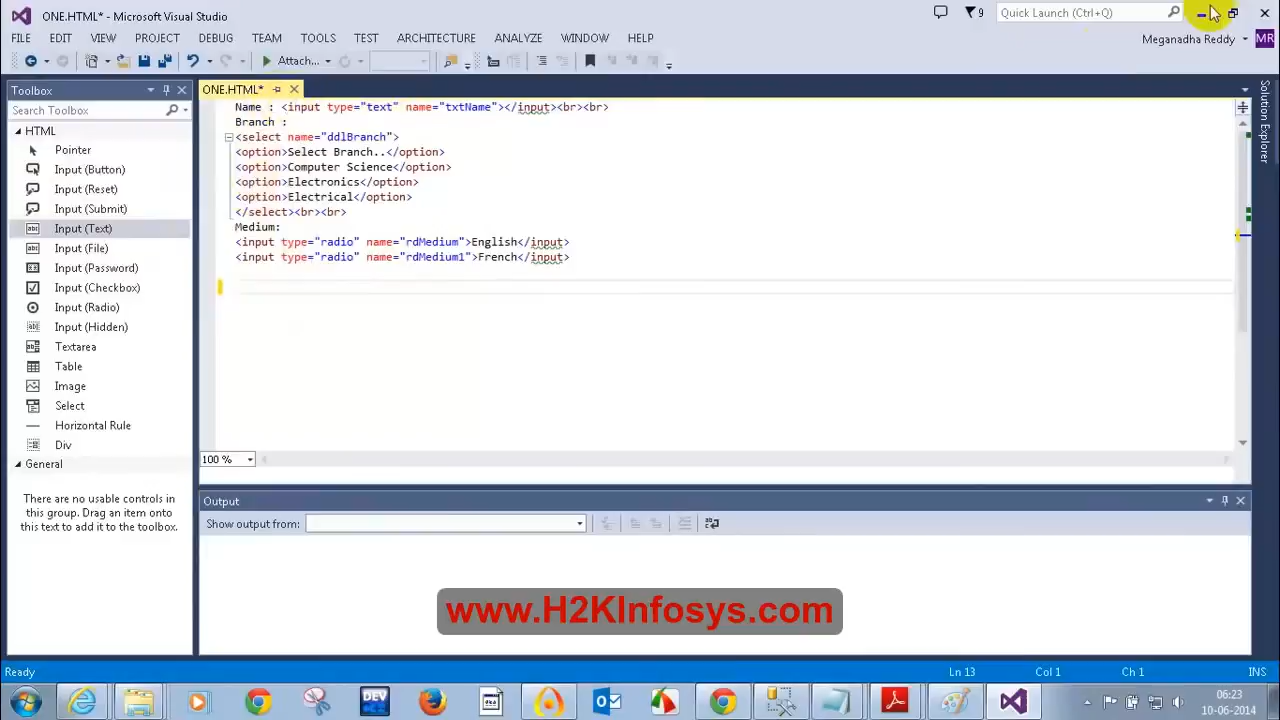 ONE.HTML* - Microsoft Visual Studio
9
Quick Launch (Ctrl+Q)
FILE EDIT VIEW PROJECT DEBUG TEAM TOOLS TEST ARCHITECTURE ANALYZE WINDOW HELP
Meganadha Reddy
MR
Attach...
Toolbox
Search Toolbox
HTML
Pointer
Input (Button)
Input (Reset)
Input (Submit)
Input (Text)
Input (File)
Input (Password)
Input (Checkbox)
Input (Radio)
Input (Hidden)
Textarea
Table
Image
Select
Horizontal Rule
Div
General
There are no usable controls in
this group. Drag an item onto
this text to add it to the toolbox.
ONE.HTML*
Name : <input type="text" name="txtName"></input><br><br>
Branch :
<select name="ddlBranch">
<option>Select Branch..</option>
<option>Computer Science</option>
<option>Electronics</option>
<option>Electrical</option>
</select><br><br>
Medium:
<input type="radio" name="rdMedium">English</input>
<input type="radio" name="rdMedium1">French</input>
100 %
Solution Explorer
Output
Show output from:
www.H2KInfosys.com
Ready
Ln 13
Col 1
Ch 1
INS
DEV
06:23
10-06-2014